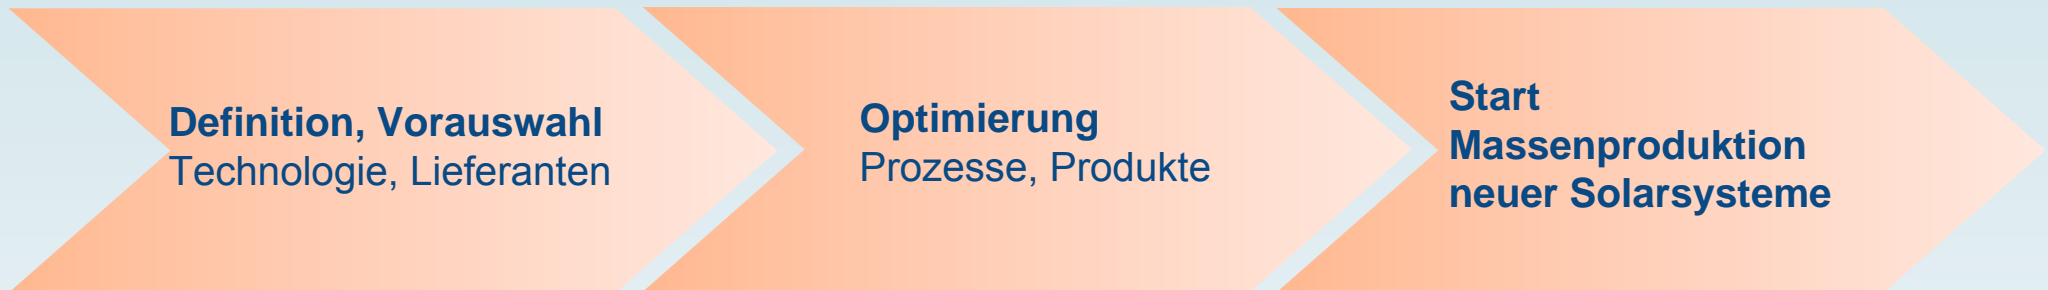 Definition, Vorauswahl
Technologie, Lieferanten
Optimierung
Prozesse, Produkte
Start
Massenproduktion
neuer Solarsysteme